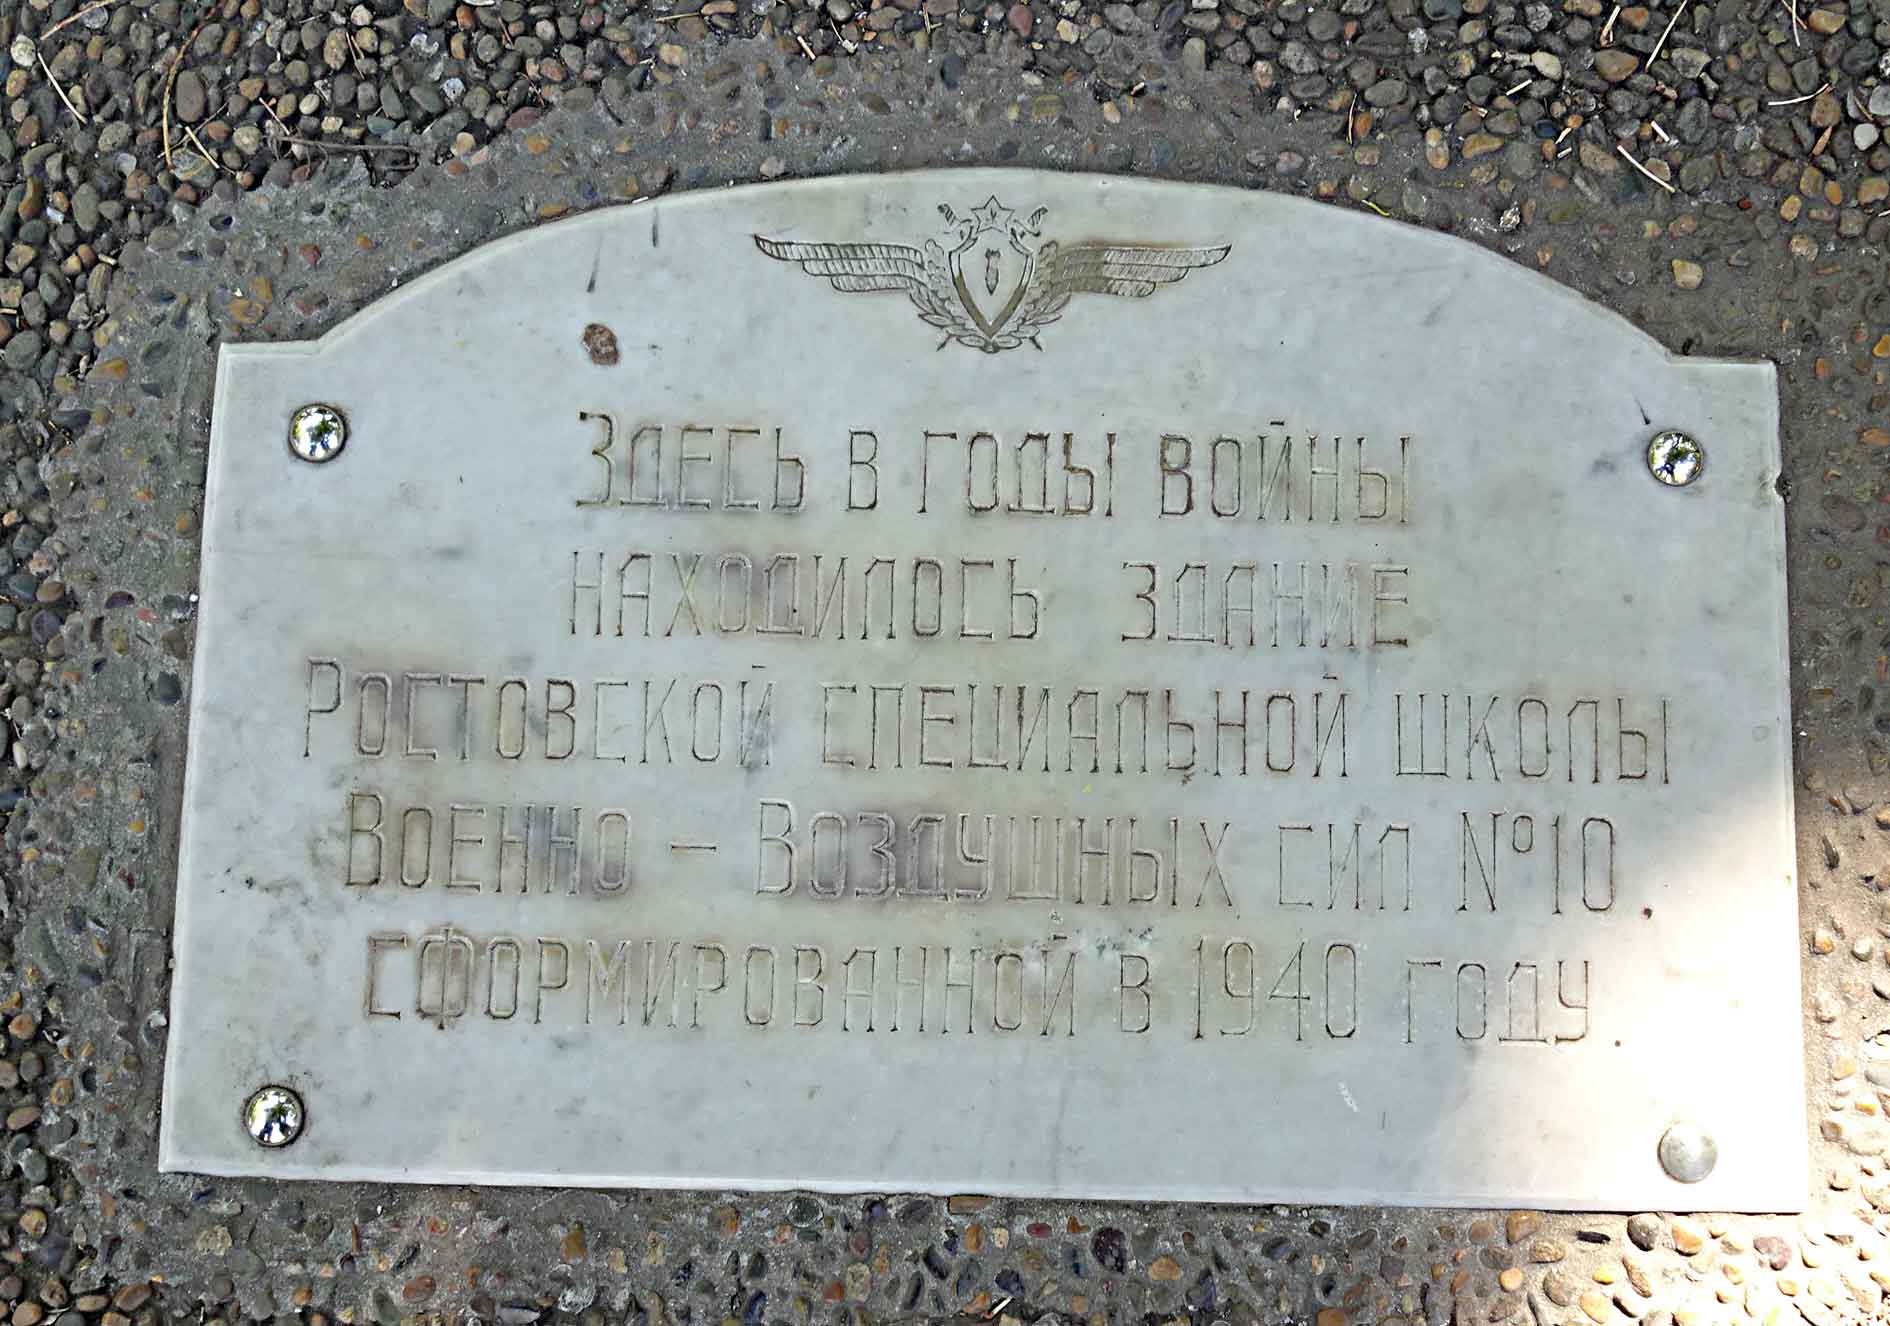 Здесь в годы войны
находилось здание
Ростовской специальной школы
Военно – Воздушных сил №10
сформированной в 1940 году